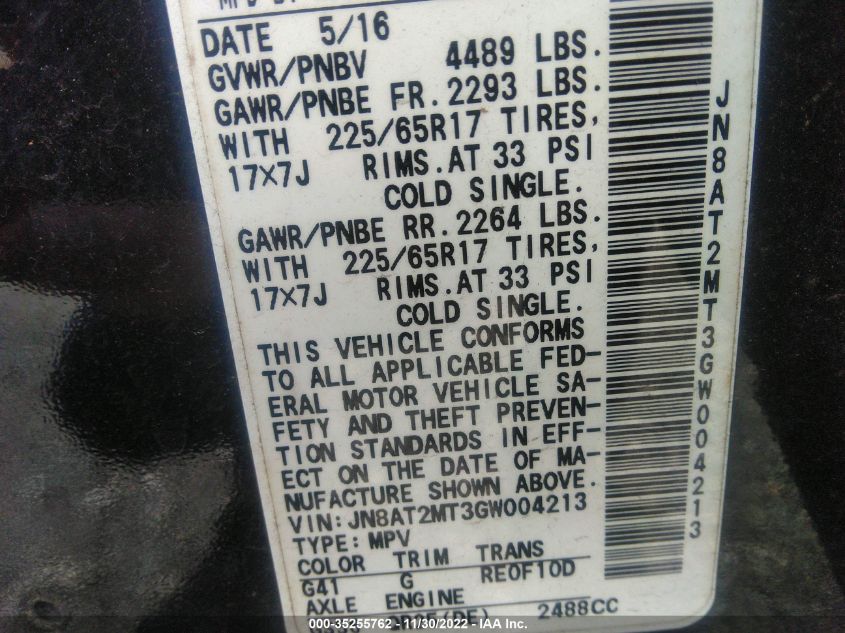 DATE 5/16
GVWR/PNBV 4489 LBS.
GAWR/PNBE FR. 2293 LBS.
WITH 225/65R17 TIRES,
17X7J RIMS. AT 33 PSI
COLD SINGLE.
GAWR/PNBE RR. 2264 LBS.
WITH 225/65R17 TIRES,
17X7J RIMS. AT 33 PSI
COLD SINGLE.
THIS VEHICLE CONFORMS
TO ALL APPLICABLE FED-
ERAL MOTOR VEHICLE SA-
FETY AND THEFT PREVEN-
TION STANDARDS IN EFF-
ECT ON THE DATE OF MA-
NUFACTURE SHOWN ABOVE.
VIN: JN8AT2MT3GW004213
TYPE: MPV
COLOR TRIM TRANS
G41 G RE0F10D
AXLE ENGINE
2488CC
JN8AT2MT3GW004213
000-35255762 - 11/30/2022 - IAA Inc.